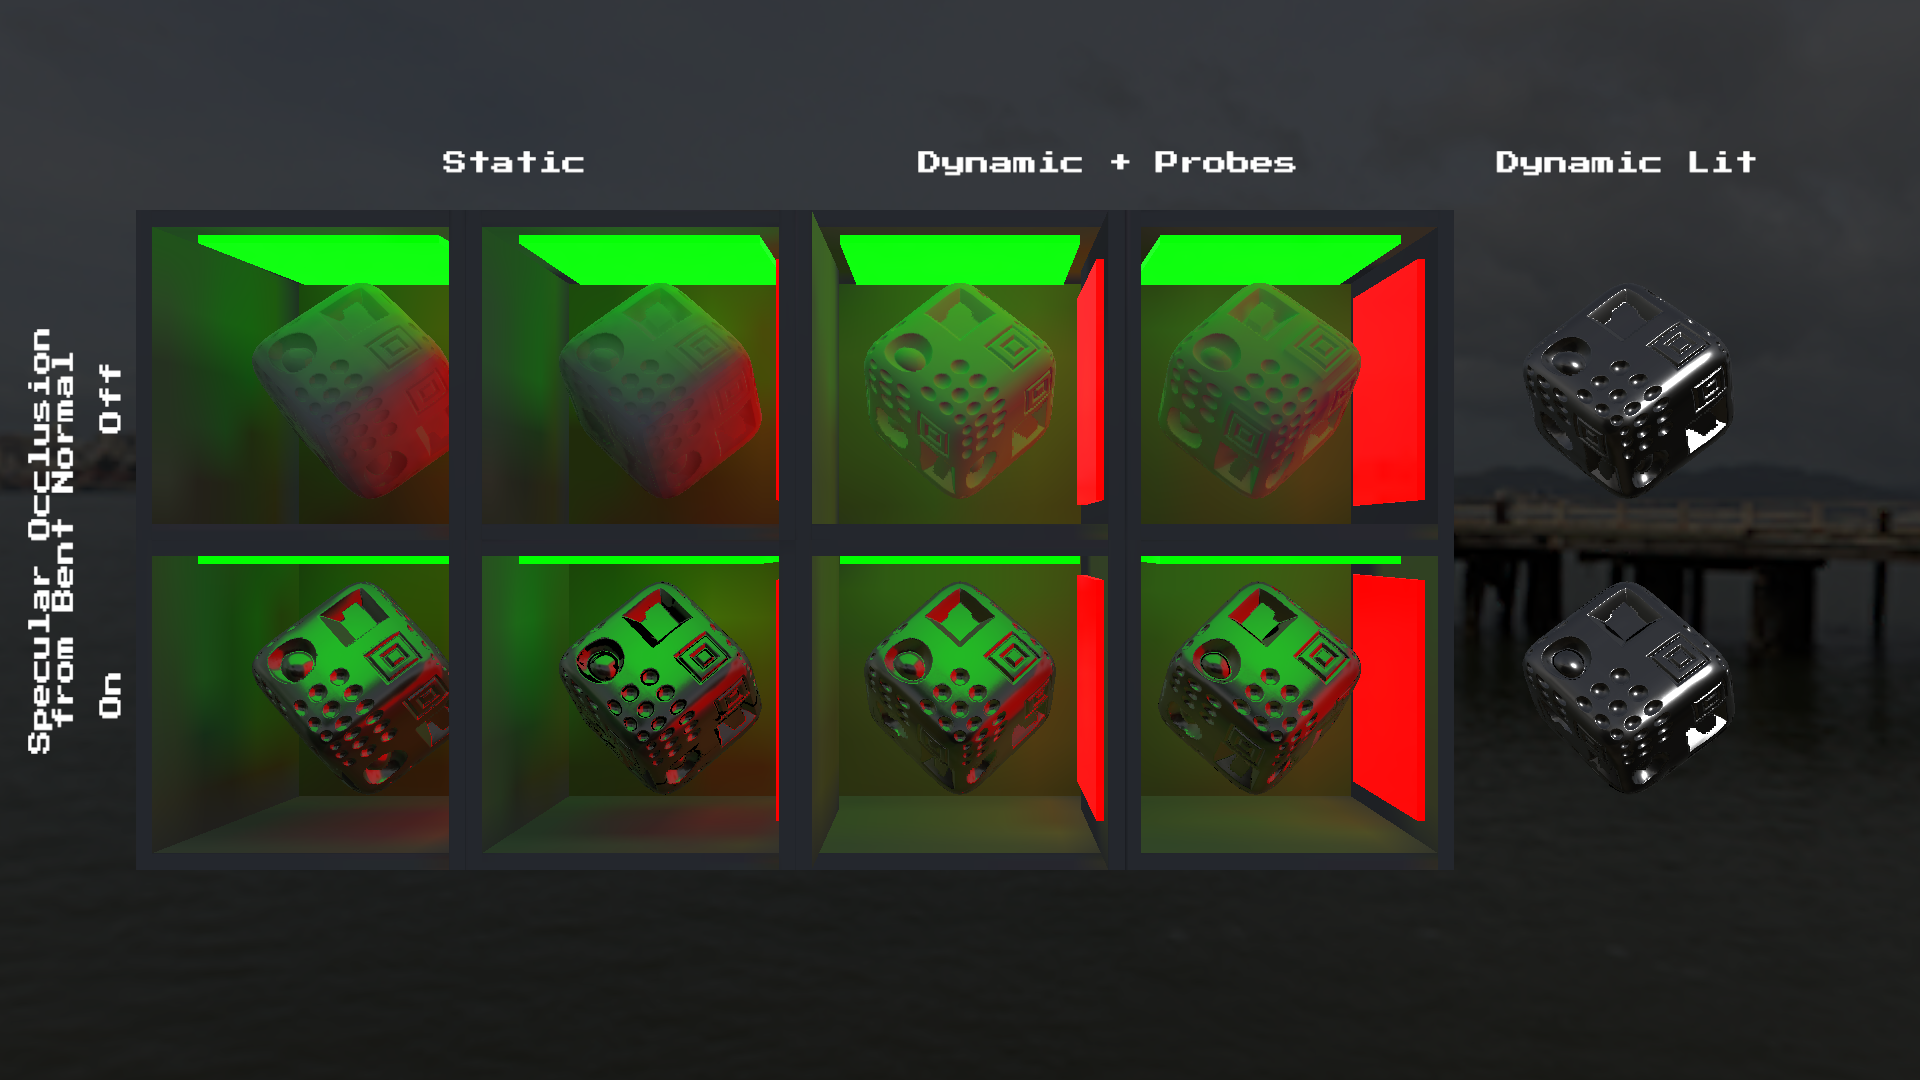 Static
Dynamic + Probes
Dynamic Lit
Specular Occlusion
from Bent Normal
Off
On